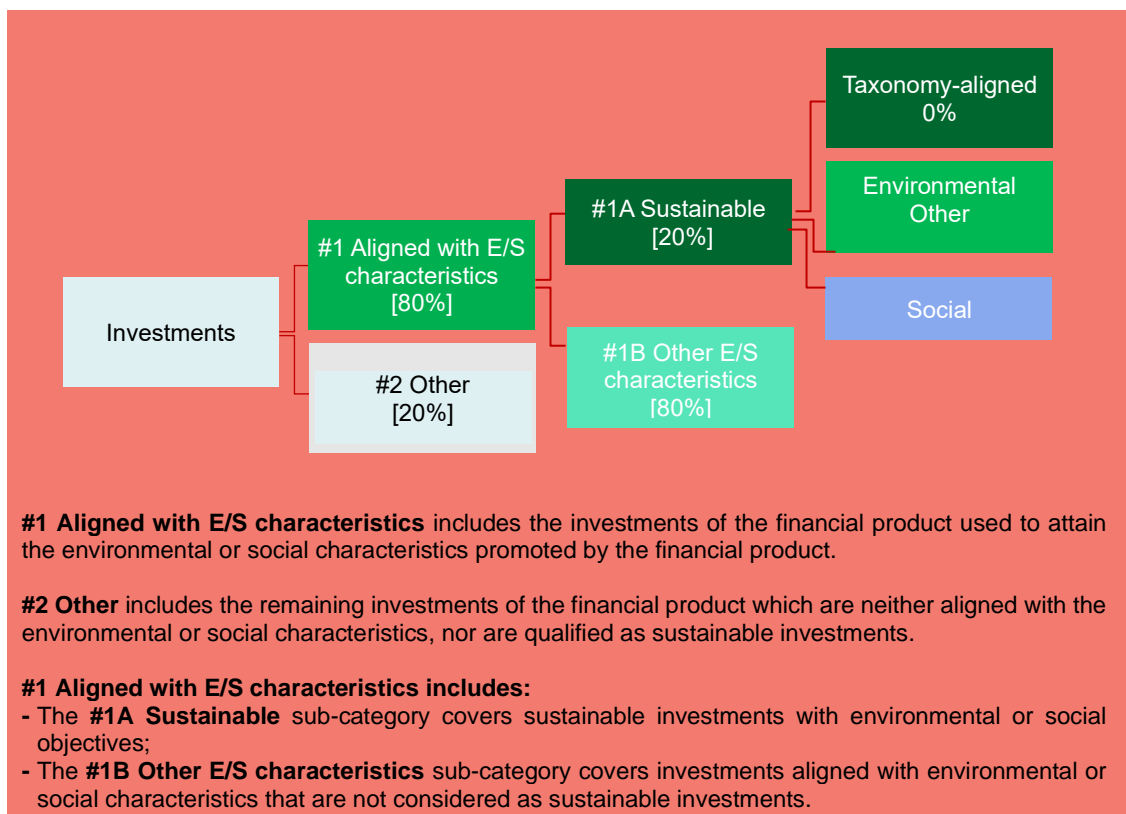 Taxonomy-aligned
0%
Environmental
Other
#1A Sustainable
[20%]
#1 Aligned with E/S
characteristics
[80%]
Social
Investments
#1B Other E/S
characteristics
[80%]
#2 Other
[20%]
#1 Aligned with E/S characteristics includes the investments of the financial product used to attain
the environmental or social characteristics promoted by the financial product.
#2 Other includes the remaining investments of the financial product which are neither aligned with the
environmental or social characteristics, nor are qualified as sustainable investments.
#1 Aligned with E/S characteristics includes:
- The #1A Sustainable sub-category covers sustainable investments with environmental or social
objectives;
- The #1B Other E/S characteristics sub-category covers investments aligned with environmental or
social characteristics that are not considered as sustainable investments.